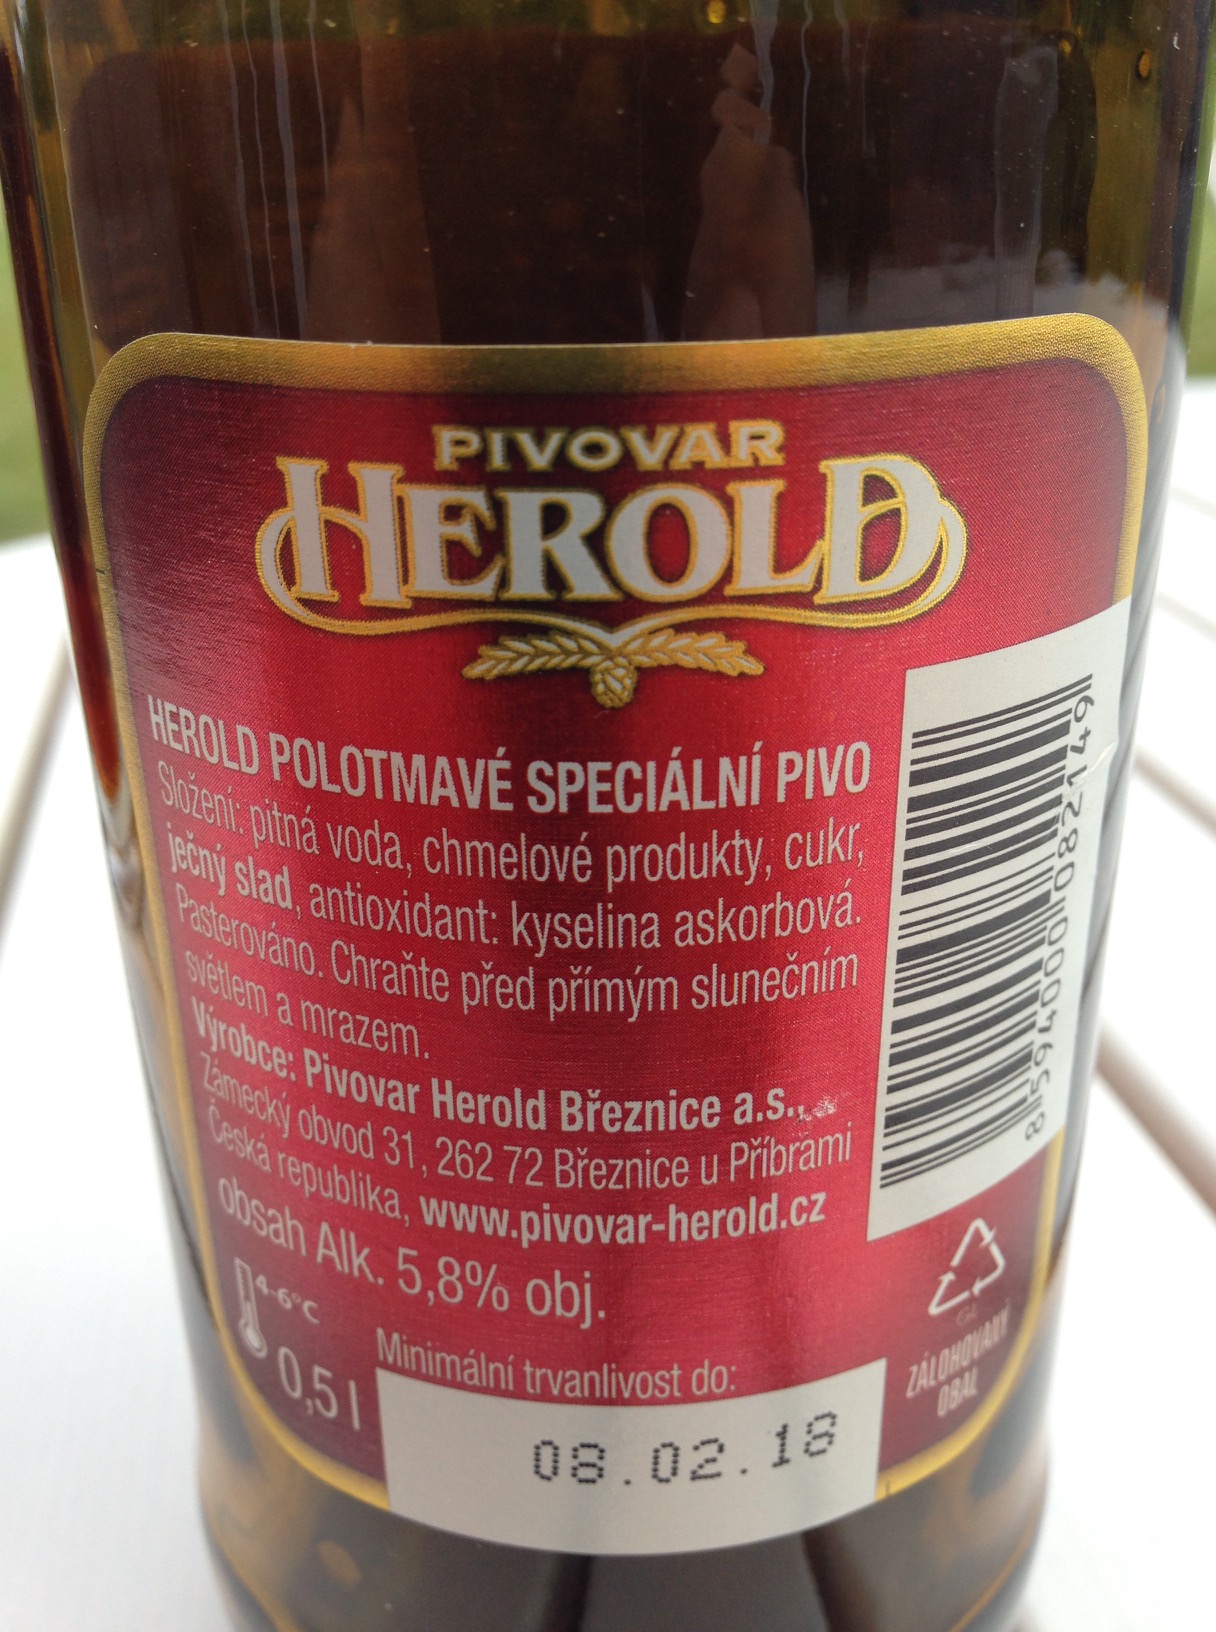 PIVOVAR
HEROLD
HEROLD POLOTMAVÉ SPECIÁLNÍ PIVO
Složení: pitná voda, chmelové produkty, cukr,
ječný slad, antioxidant: kyselina askorbová.
Pasterováno. Chraňte před přímým slunečním
světlem a mrazem.
Výrobce: Pivovar Herold Březnice a.s.,
Zámecký obvod 31, 262 72 Březnice u Příbrami
Česká republika, www.pivovar-herold.cz
obsah Alk. 5,8% obj.
4-6°C
0,5 l
Minimální trvanlivost do:
08.02.18
8594000082149
GL
ZÁLOHOVANÝ
OBAL